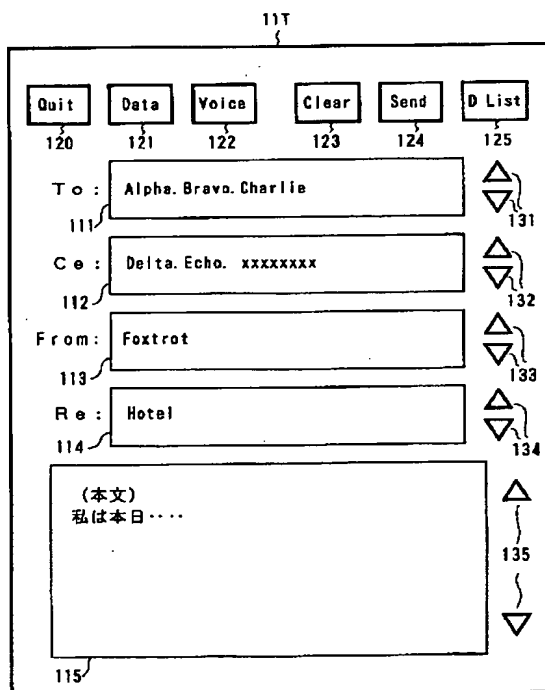 11T
Quit Data Voice Clear Send D List
120 121 122 123 124 125
To: Alpha.Bravo.Charlie
111 131
Ce: Delta.Echo. xxxxxxxx
112 132
From: Foxtrot
113 133
Re: Hotel
114 134
(本文)
私は本日‥‥
135
115